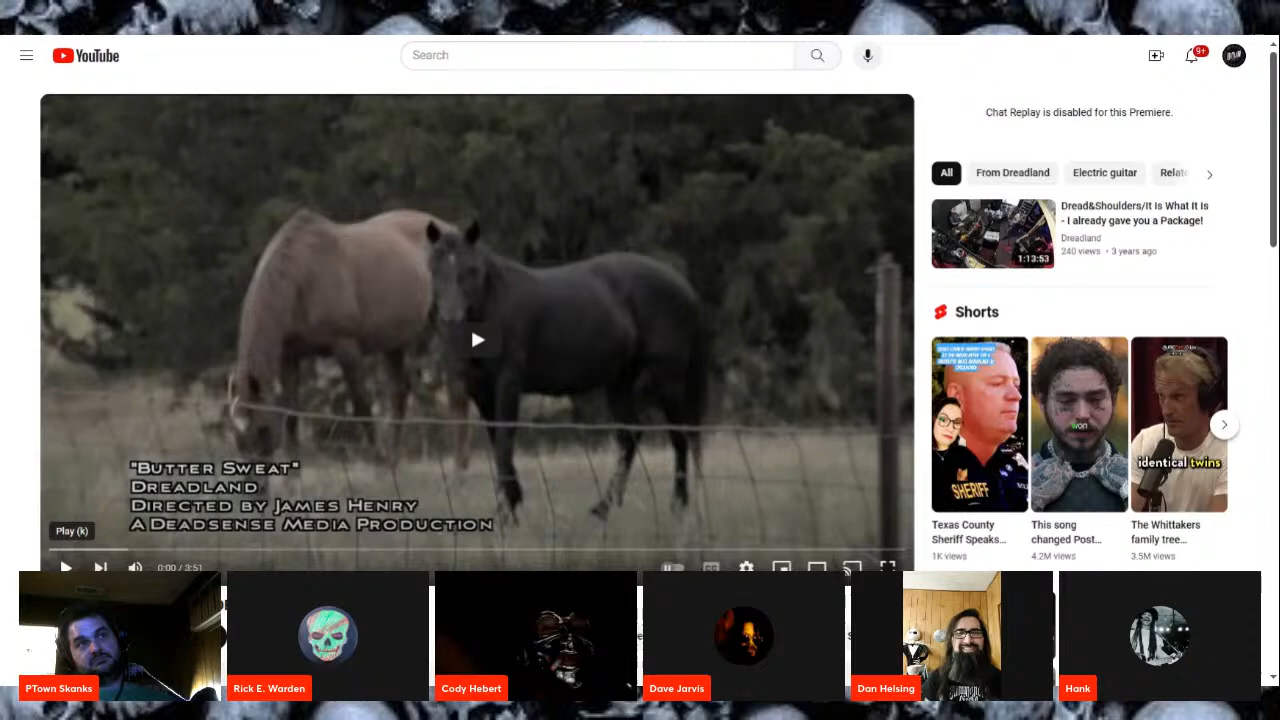 YouTube
Search
9+
Chat Replay is disabled for this Premiere.
All
From Dreadland
Electric guitar
Dread&Shoulders/It Is What It Is
- I already gave you a Package!
Dreadland
240 views • 3 years ago
1:13:53
Shorts
"Butter Sweat"
Dreadland
Directed by James Henry
A Deadsense Media Production
Play (k)
0:00 / 3:51
SHERIFF
won
identical twins
Texas County
Sheriff Speaks...
1K views
This song
changed Post...
4.2M views
The Whittakers
family tree...
3.5M views
PTown Skanks
Rick E. Warden
Cody Hebert
Dave Jarvis
Dan Helsing
Hank